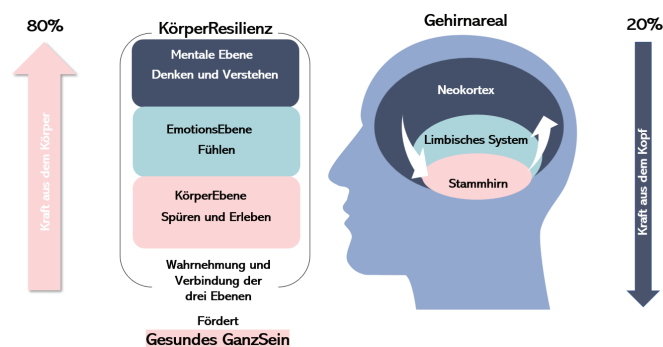 80%
Kraft aus dem Körper
KörperResilienz
Mentale Ebene
Denken und Verstehen
EmotionsEbene
Fühlen
KörperEbene
Spüren und Erleben
Wahrnehmung und
Verbindung der
drei Ebenen
Fördert
Gesundes GanzSein
Gehirnareal
Neokortex
Limbisches System
Stammhirn
20%
Kraft aus dem Kopf